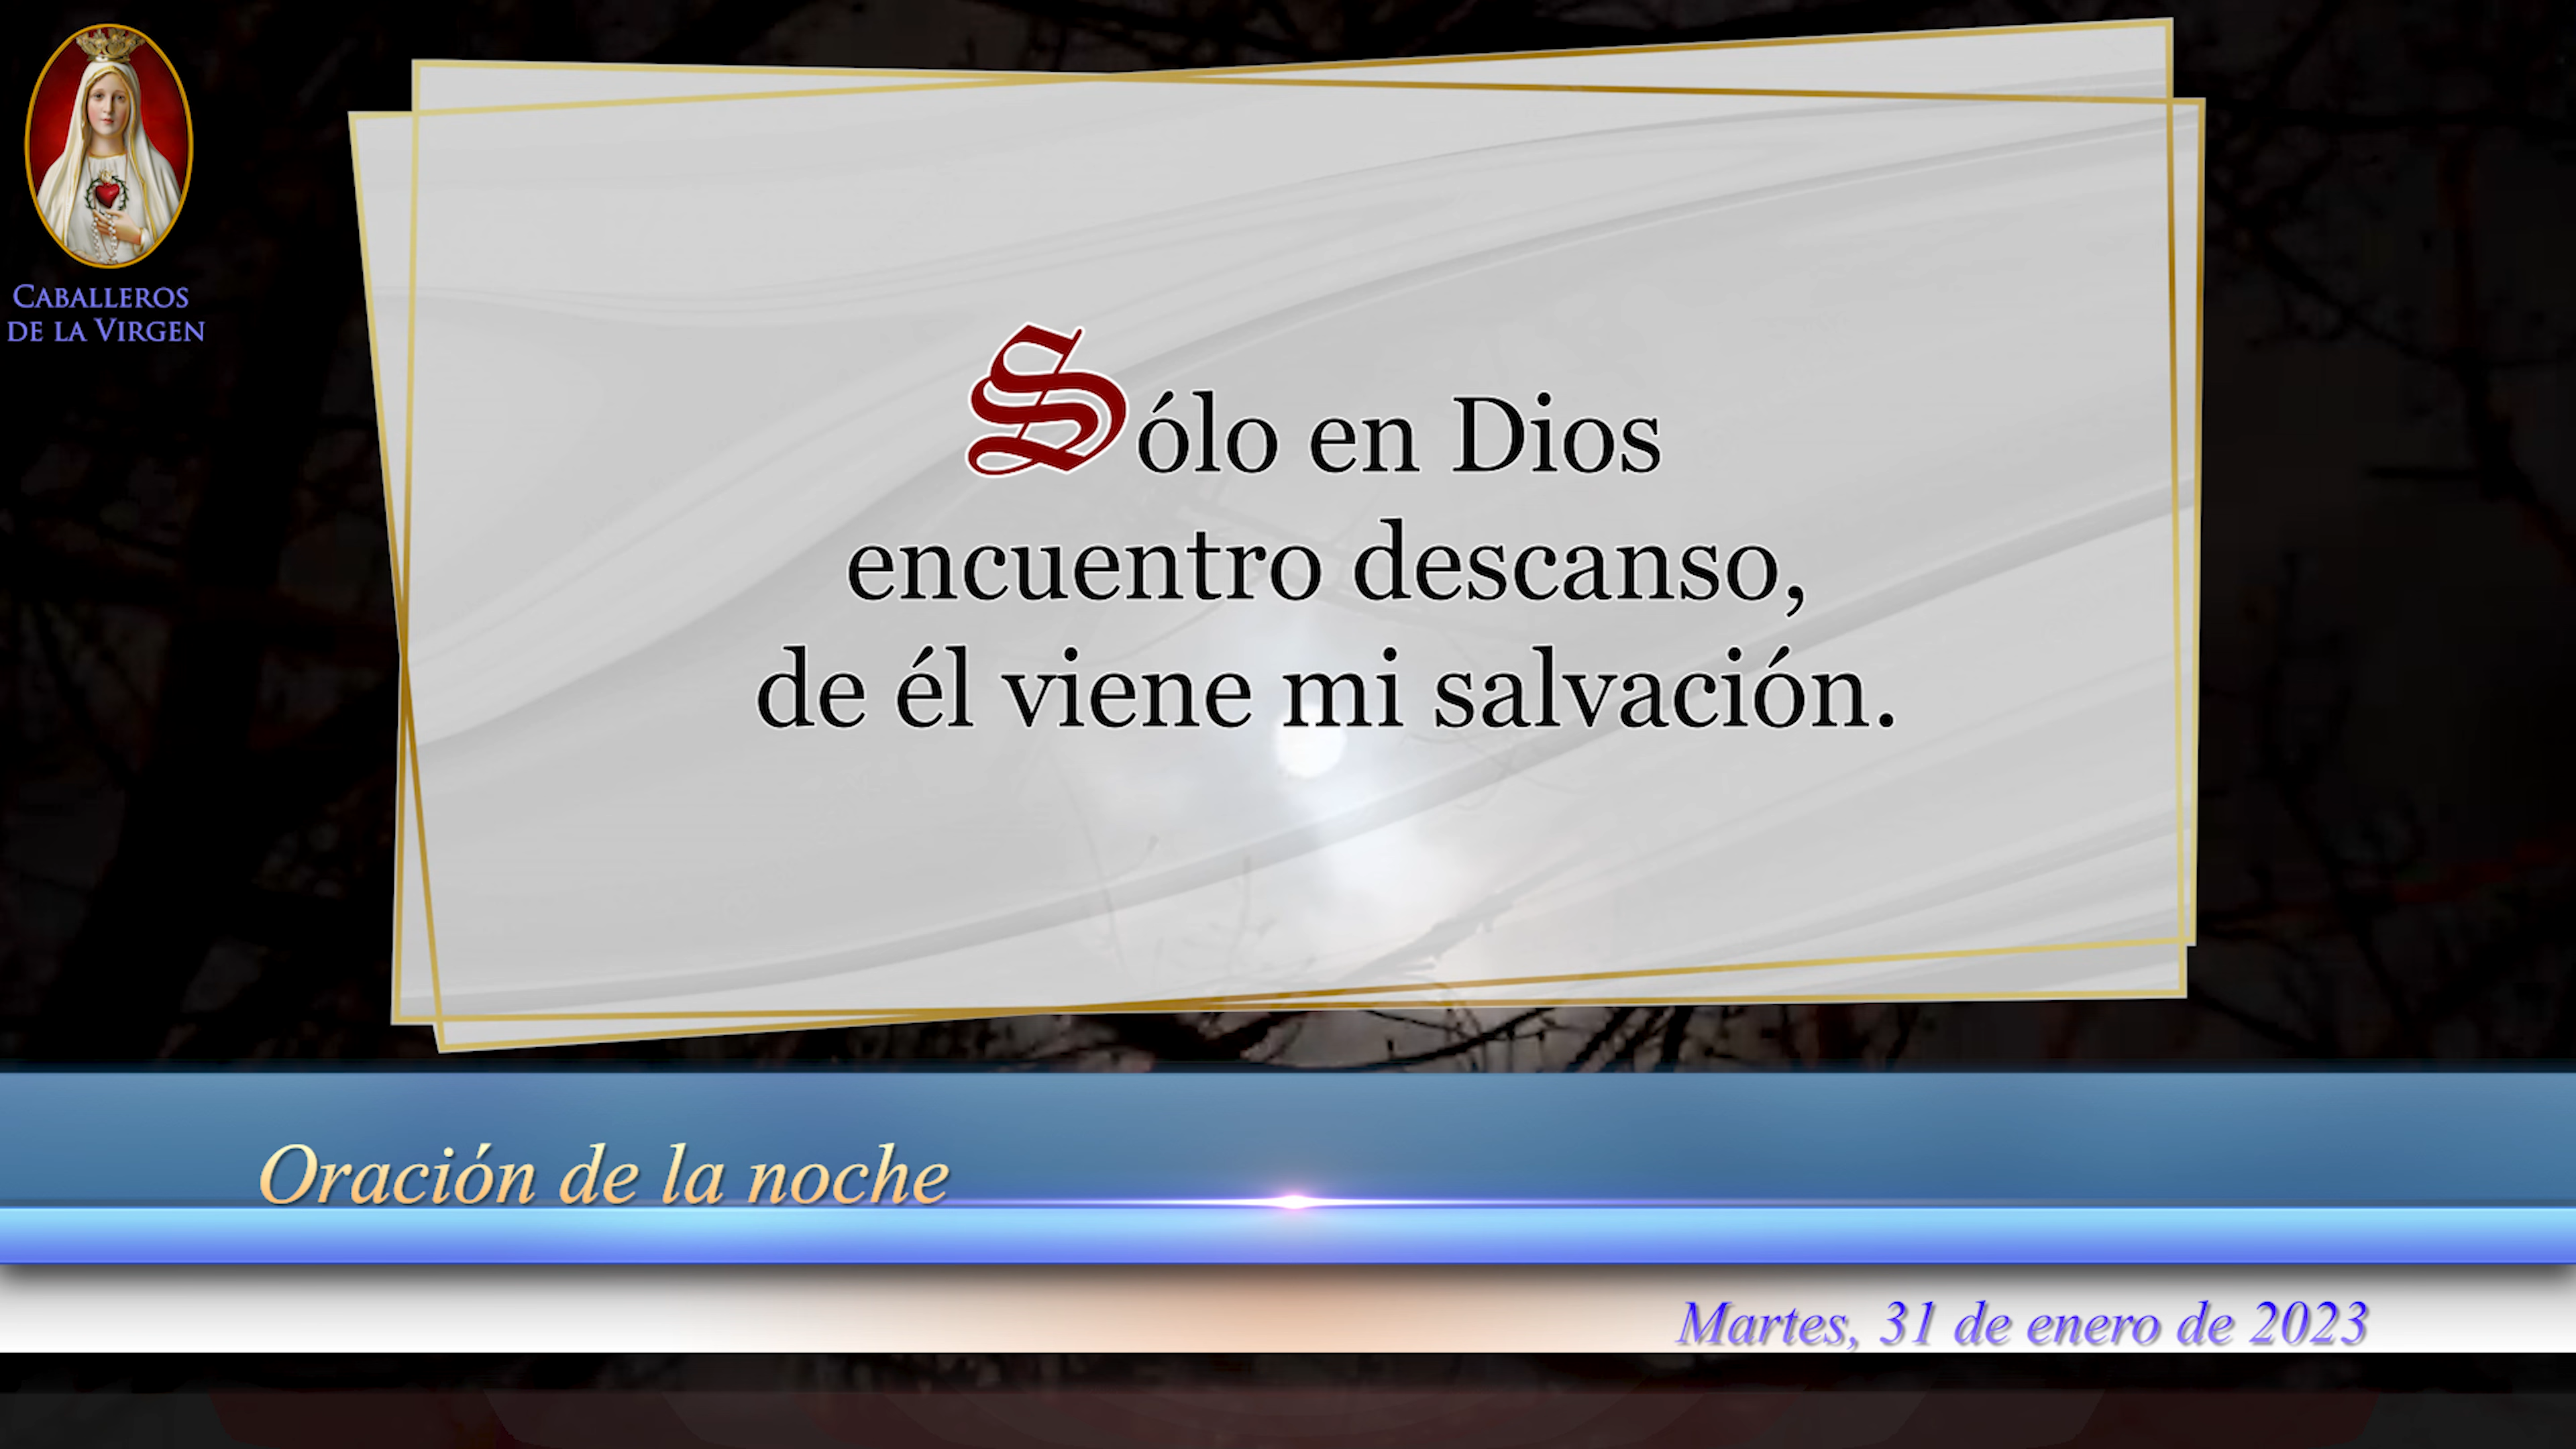 CABALLEROS
DE LA VIRGEN
Sólo en Dios
encuentro descanso,
de él viene mi salvación.
Oración de la noche
Martes, 31 de enero de 2023